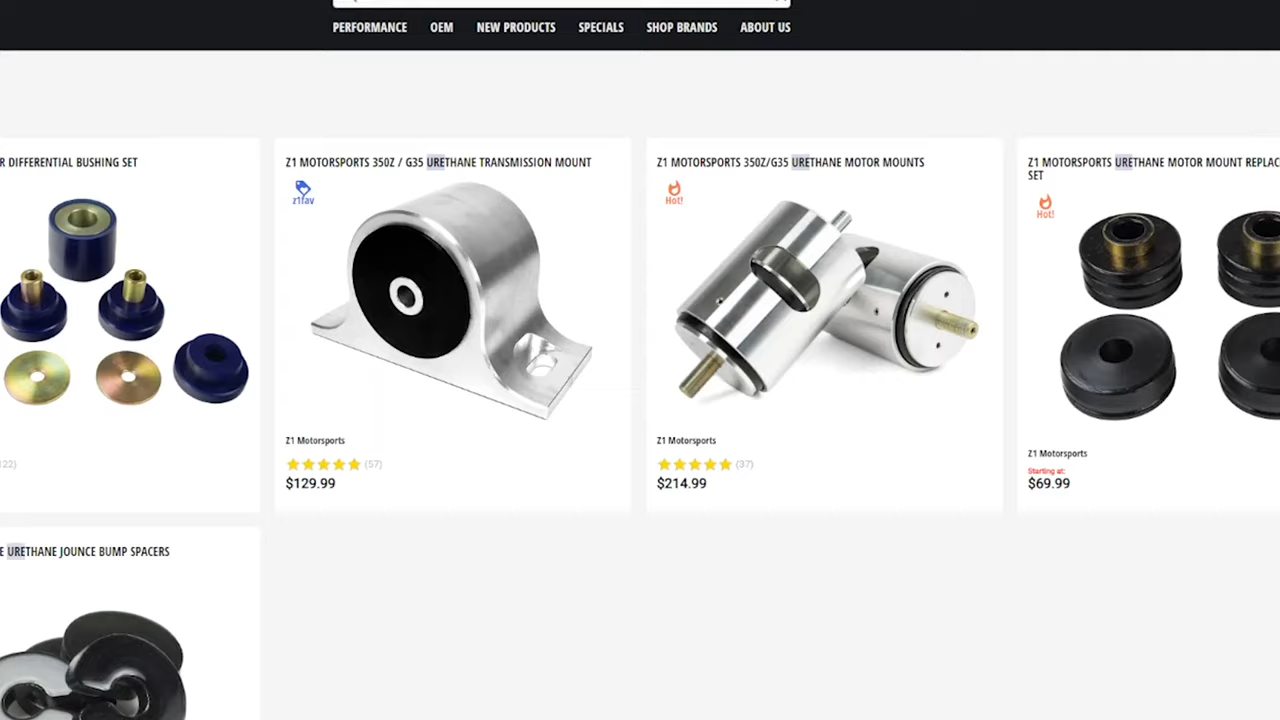 PERFORMANCE OEM NEW PRODUCTS SPECIALS SHOP BRANDS ABOUT US
R DIFFERENTIAL BUSHING SET
122)
Z1 MOTORSPORTS 350Z / G35 URETHANE TRANSMISSION MOUNT
z1fav
Z1 Motorsports
(57)
$129.99
Z1 MOTORSPORTS 350Z/G35 URETHANE MOTOR MOUNTS
Hot!
Z1 Motorsports
(37)
$214.99
Z1 MOTORSPORTS URETHANE MOTOR MOUNT REPLAC
SET
Hot!
Z1 Motorsports
Starting at:
$69.99
E URETHANE JOUNCE BUMP SPACERS